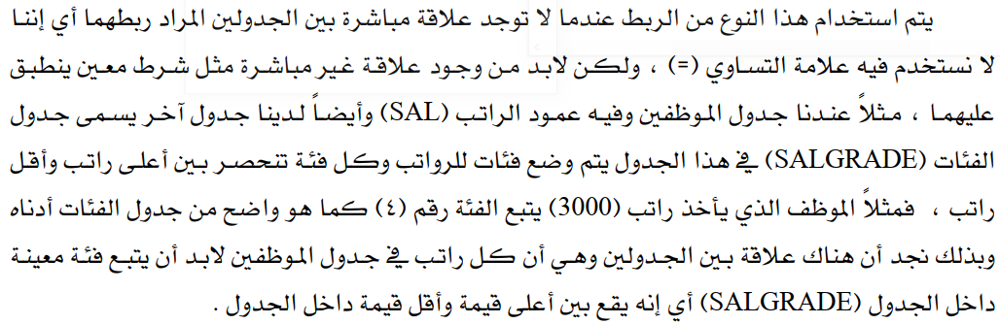 يتم استخدام هذا النوع من الربط عندما لا توجد علاقة مباشرة بين الجدولين المراد ربطهما أي إننا
لا نستخدم فيه علامة التساوي (=) ، ولكن لابد من وجود علاقة غير مباشرة مثل شرط معين ينطبق
عليهما ، مثلاً عندنا جدول الموظفين وفيه عمود الراتب (SAL) وأيضاً لدينا جدول آخر يسمى جدول
الفئات (SALGRADE) في هذا الجدول يتم وضع فئات للرواتب وكل فئة تنحصر بين أعلى راتب وأقل
راتب ، فمثلاً الموظف الذي يأخذ راتب (3000) يتبع الفئة رقم (٤) كما هو واضح من جدول الفئات أدناه
وبذلك نجد أن هناك علاقة بين الجدولين وهي أن كل راتب في جدول الموظفين لابد أن يتبع فئة معينة
داخل الجدول (SALGRADE) أي إنه يقع بين أعلى قيمة وأقل قيمة داخل الجدول .